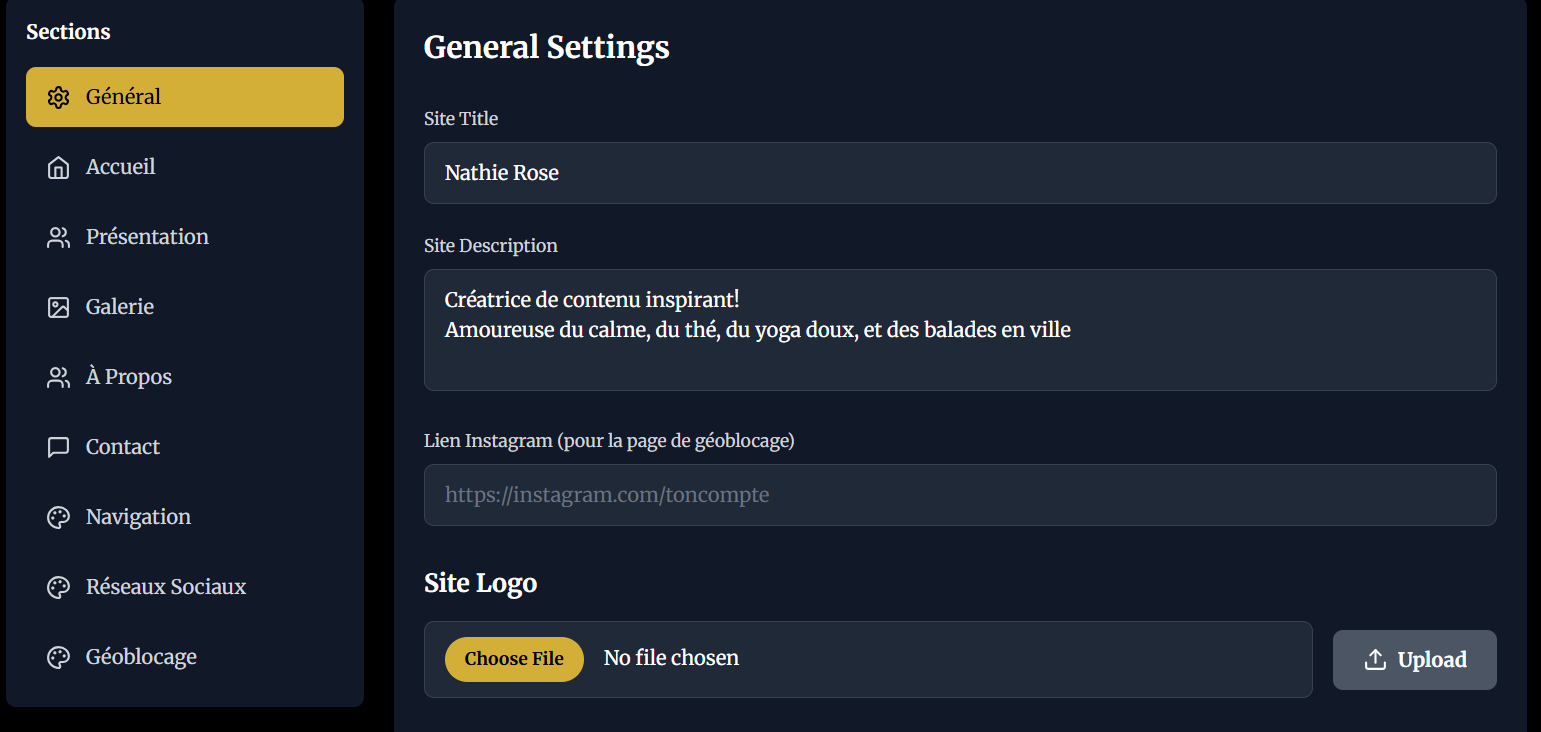 Sections
Général
Accueil
Présentation
Galerie
À Propos
Contact
Navigation
Réseaux Sociaux
Géoblocage
General Settings
Site Title
Nathie Rose
Site Description
Créatrice de contenu inspirant!
Amoureuse du calme, du thé, du yoga doux, et des balades en ville
Lien Instagram (pour la page de géoblocage)
https://instagram.com/toncompte
Site Logo
Choose File No file chosen
Upload